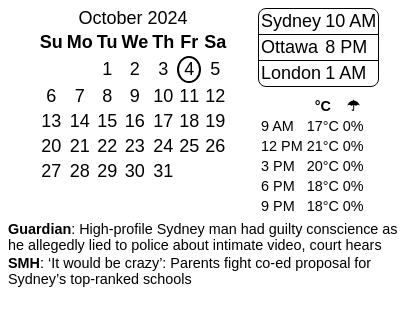 October 2024
Su Mo Tu We Th Fr Sa
1 2 3 4 5
6 7 8 9 10 11 12
13 14 15 16 17 18 19
20 21 22 23 24 25 26
27 28 29 30 31
Sydney 10 AM
Ottawa 8 PM
London 1 AM
°C ☂
9 AM 17°C 0%
12 PM 21°C 0%
3 PM 20°C 0%
6 PM 18°C 0%
9 PM 18°C 0%
Guardian: High-profile Sydney man had guilty conscience as
he allegedly lied to police about intimate video, court hears
SMH: ‘It would be crazy’: Parents fight co-ed proposal for
Sydney’s top-ranked schools